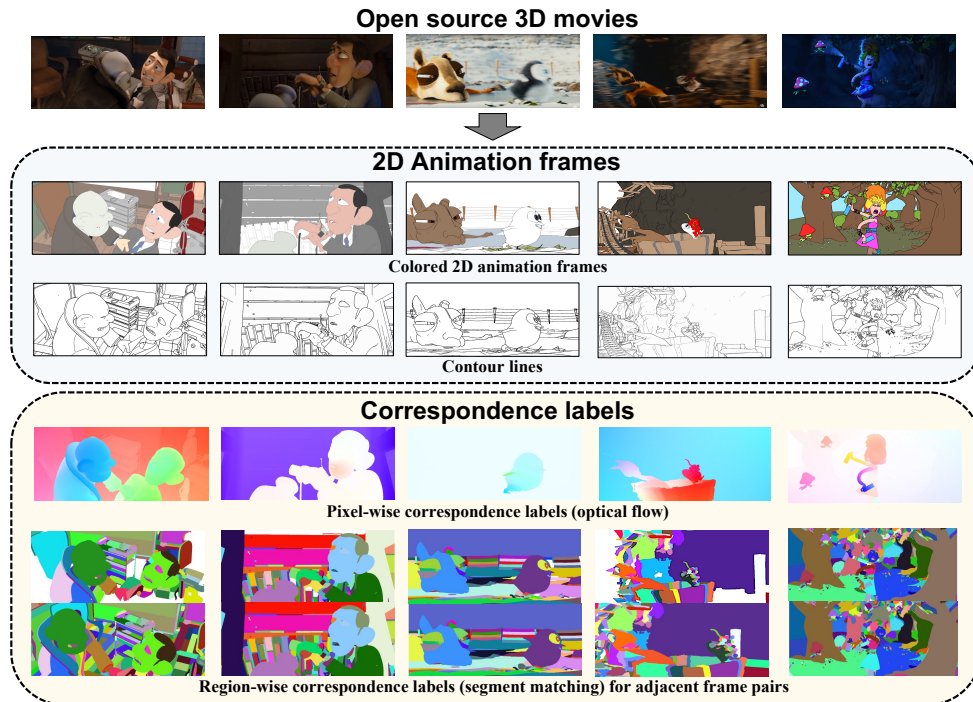 Open source 3D movies
2D Animation frames
Colored 2D animation frames
Contour lines
Correspondence labels
Pixel-wise correspondence labels (optical flow)
Region-wise correspondence labels (segment matching) for adjacent frame pairs